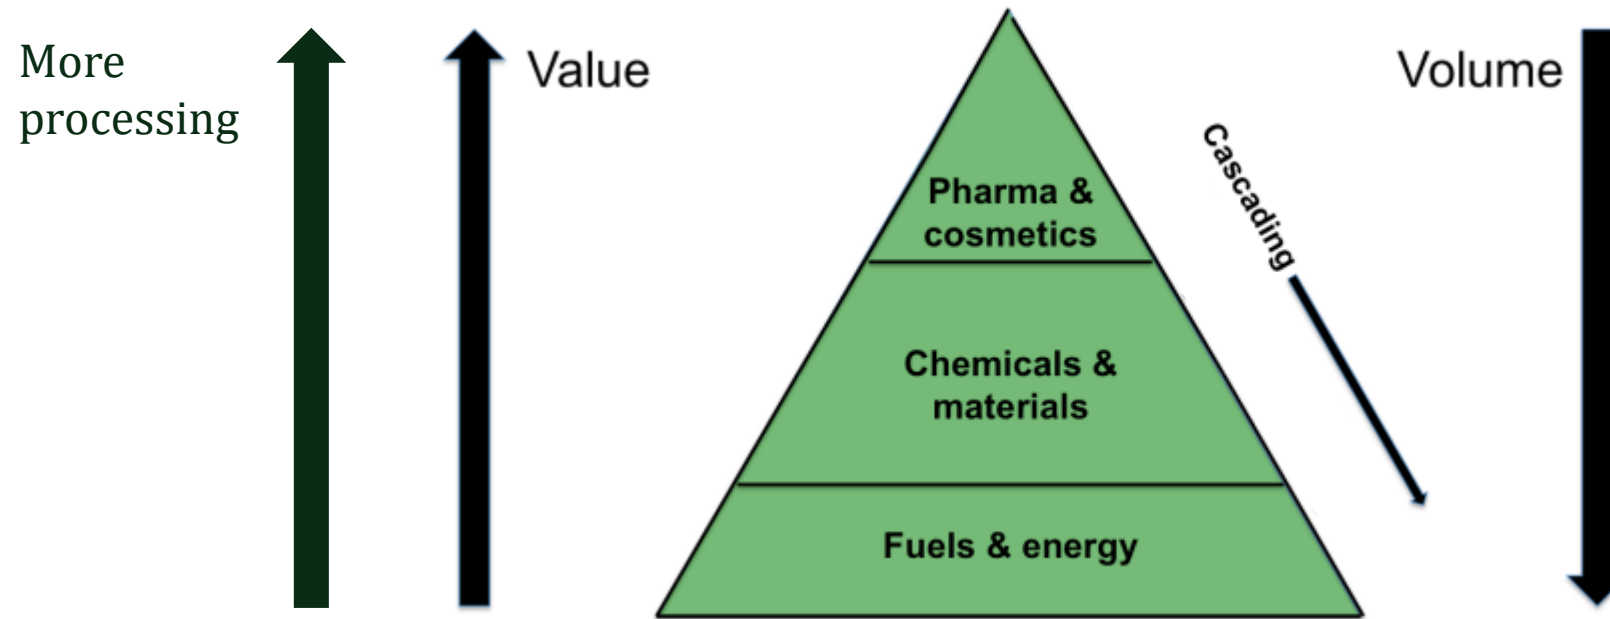 More
processing
Value
Volume
Cascading
Pharma &
cosmetics
Chemicals &
materials
Fuels & energy